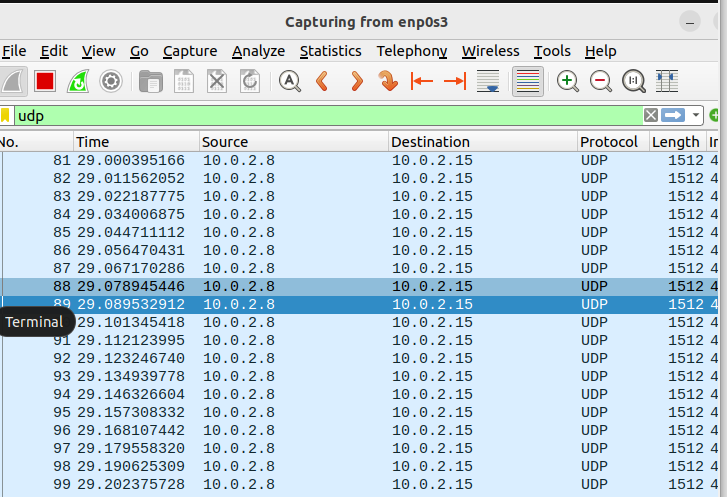 Capturing from enp0s3
File Edit View Go Capture Analyze Statistics Telephony Wireless Tools Help
udp
No. Time Source Destination Protocol Length
81 29.000395166 10.0.2.8 10.0.2.15 UDP 1512 4
82 29.011562052 10.0.2.8 10.0.2.15 UDP 1512 4
83 29.022187775 10.0.2.8 10.0.2.15 UDP 1512 4
84 29.034006875 10.0.2.8 10.0.2.15 UDP 1512 4
85 29.044711112 10.0.2.8 10.0.2.15 UDP 1512 4
86 29.056470431 10.0.2.8 10.0.2.15 UDP 1512 4
87 29.067170286 10.0.2.8 10.0.2.15 UDP 1512 4
88 29.078945446 10.0.2.8 10.0.2.15 UDP 1512 4
89 29.089532912 10.0.2.8 10.0.2.15 UDP 1512 4
Terminal
29.101345418 10.0.2.8 10.0.2.15 UDP 1512 4
91 29.112123995 10.0.2.8 10.0.2.15 UDP 1512 4
92 29.123246740 10.0.2.8 10.0.2.15 UDP 1512 4
93 29.134939778 10.0.2.8 10.0.2.15 UDP 1512 4
94 29.146326604 10.0.2.8 10.0.2.15 UDP 1512 4
95 29.157308332 10.0.2.8 10.0.2.15 UDP 1512 4
96 29.168107442 10.0.2.8 10.0.2.15 UDP 1512 4
97 29.179558320 10.0.2.8 10.0.2.15 UDP 1512 4
98 29.190625309 10.0.2.8 10.0.2.15 UDP 1512 4
99 29.202375728 10.0.2.8 10.0.2.15 UDP 1512 4